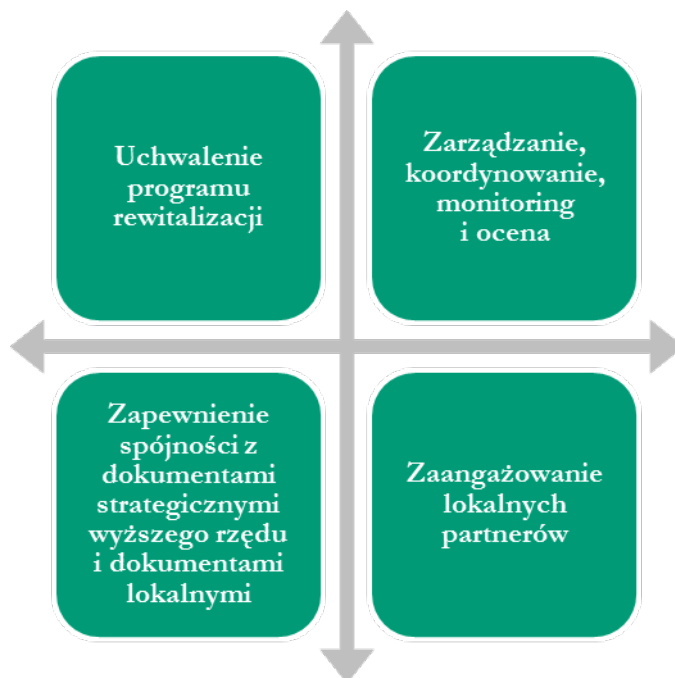 Uchwalenie
programu
rewitalizacji
Zarządzanie,
koordynowanie,
monitoring
i ocena
Zapewnienie
spójności z
dokumentami
strategicznymi
wyższego rzędu
i dokumentami
lokalnymi
Zaangażowanie
lokalnych
partnerów